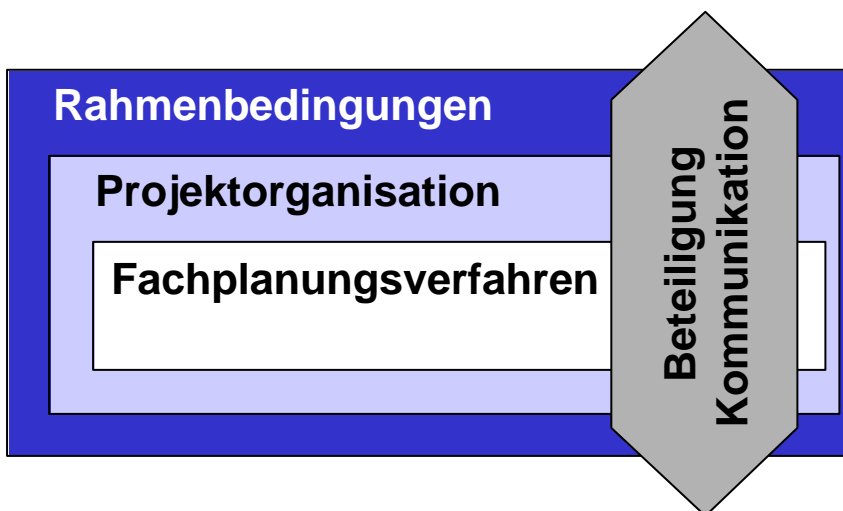 Rahmenbedingungen
Projektorganisation
Fachplanungsverfahren
Beteiligung
Kommunikation